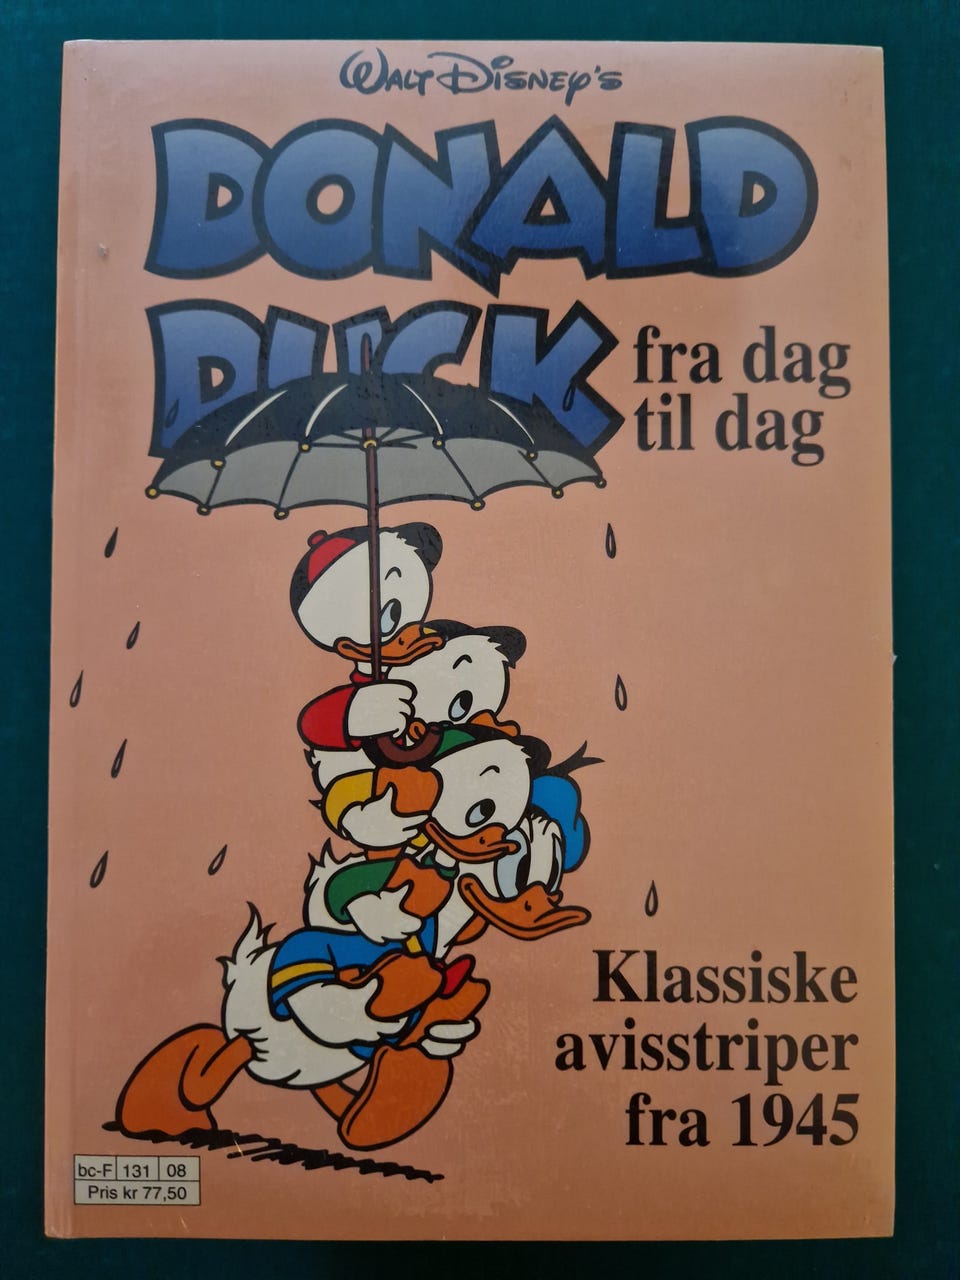 WALT DISNEY'S
DONALD
DUCK
fra dag
til dag
Klassiske
avisstriper
fra 1945
bc-F 131 08
Pris kr 77,50